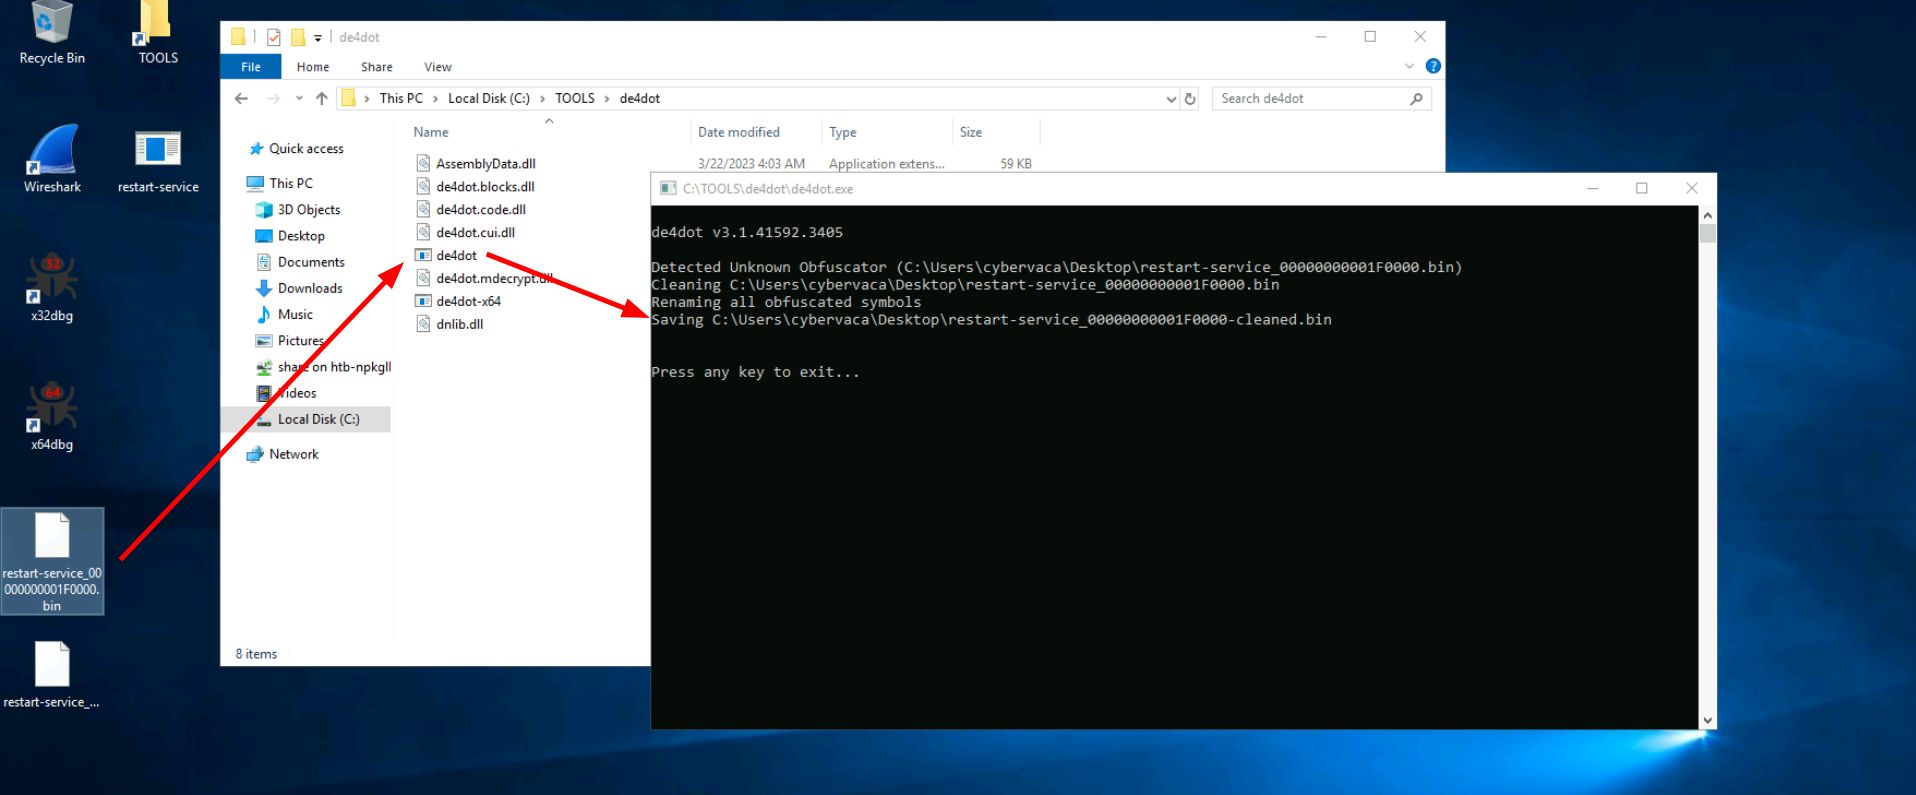 Recycle Bin
TOOLS
Wireshark
restart-service
32
x32dbg
64
x64dbg
restart-service_00
000000001F0000.
bin
restart-service_...
de4dot
File
Home
Share
View
This PC
Local Disk (C:)
TOOLS
de4dot
Search de4dot
Quick access
This PC
3D Objects
Desktop
Documents
Downloads
Music
Pictures
share on htb-npkgll
Videos
Local Disk (C:)
Network
Name
Date modified
Type
Size
AssemblyData.dll
3/22/2023 4:03 AM
Application extens...
59 KB
de4dot.blocks.dll
de4dot.code.dll
de4dot.cui.dll
de4dot
de4dot.mdecrypt.dll
de4dot-x64
dnlib.dll
8 items
C:\TOOLS\de4dot\de4dot.exe
de4dot v3.1.41592.3405
Detected Unknown Obfuscator (C:\Users\cybervaca\Desktop\restart-service_00000000001F0000.bin)
Cleaning C:\Users\cybervaca\Desktop\restart-service_00000000001F0000.bin
Renaming all obfuscated symbols
Saving C:\Users\cybervaca\Desktop\restart-service_00000000001F0000-cleaned.bin
Press any key to exit...